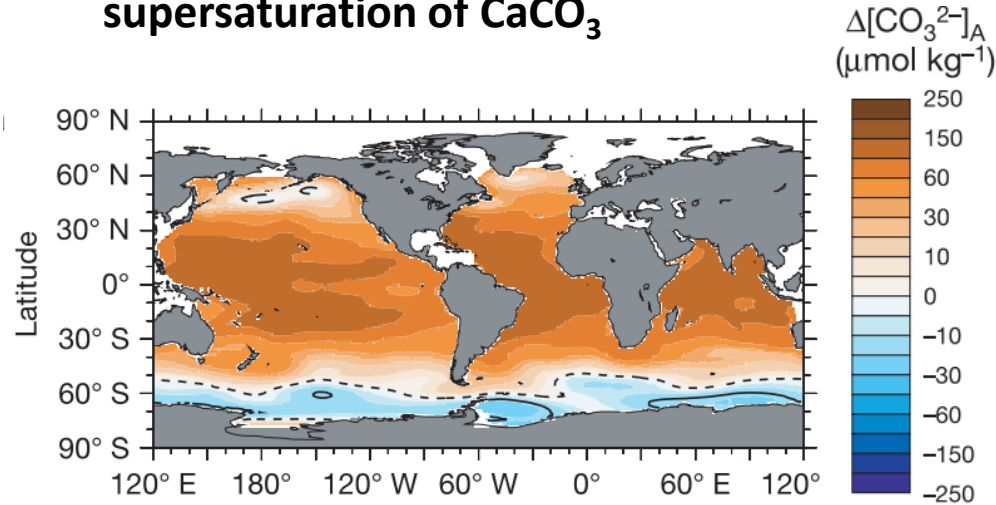 supersaturation of CaCO₃
Δ[CO₃²⁻]A
(μmol kg⁻¹)
250
150
60
30
10
0
–10
–30
–60
–150
–250
90° N
60° N
30° N
0°
30° S
60° S
90° S
Latitude
120° E 180° 120° W 60° W 0° 60° E 120°